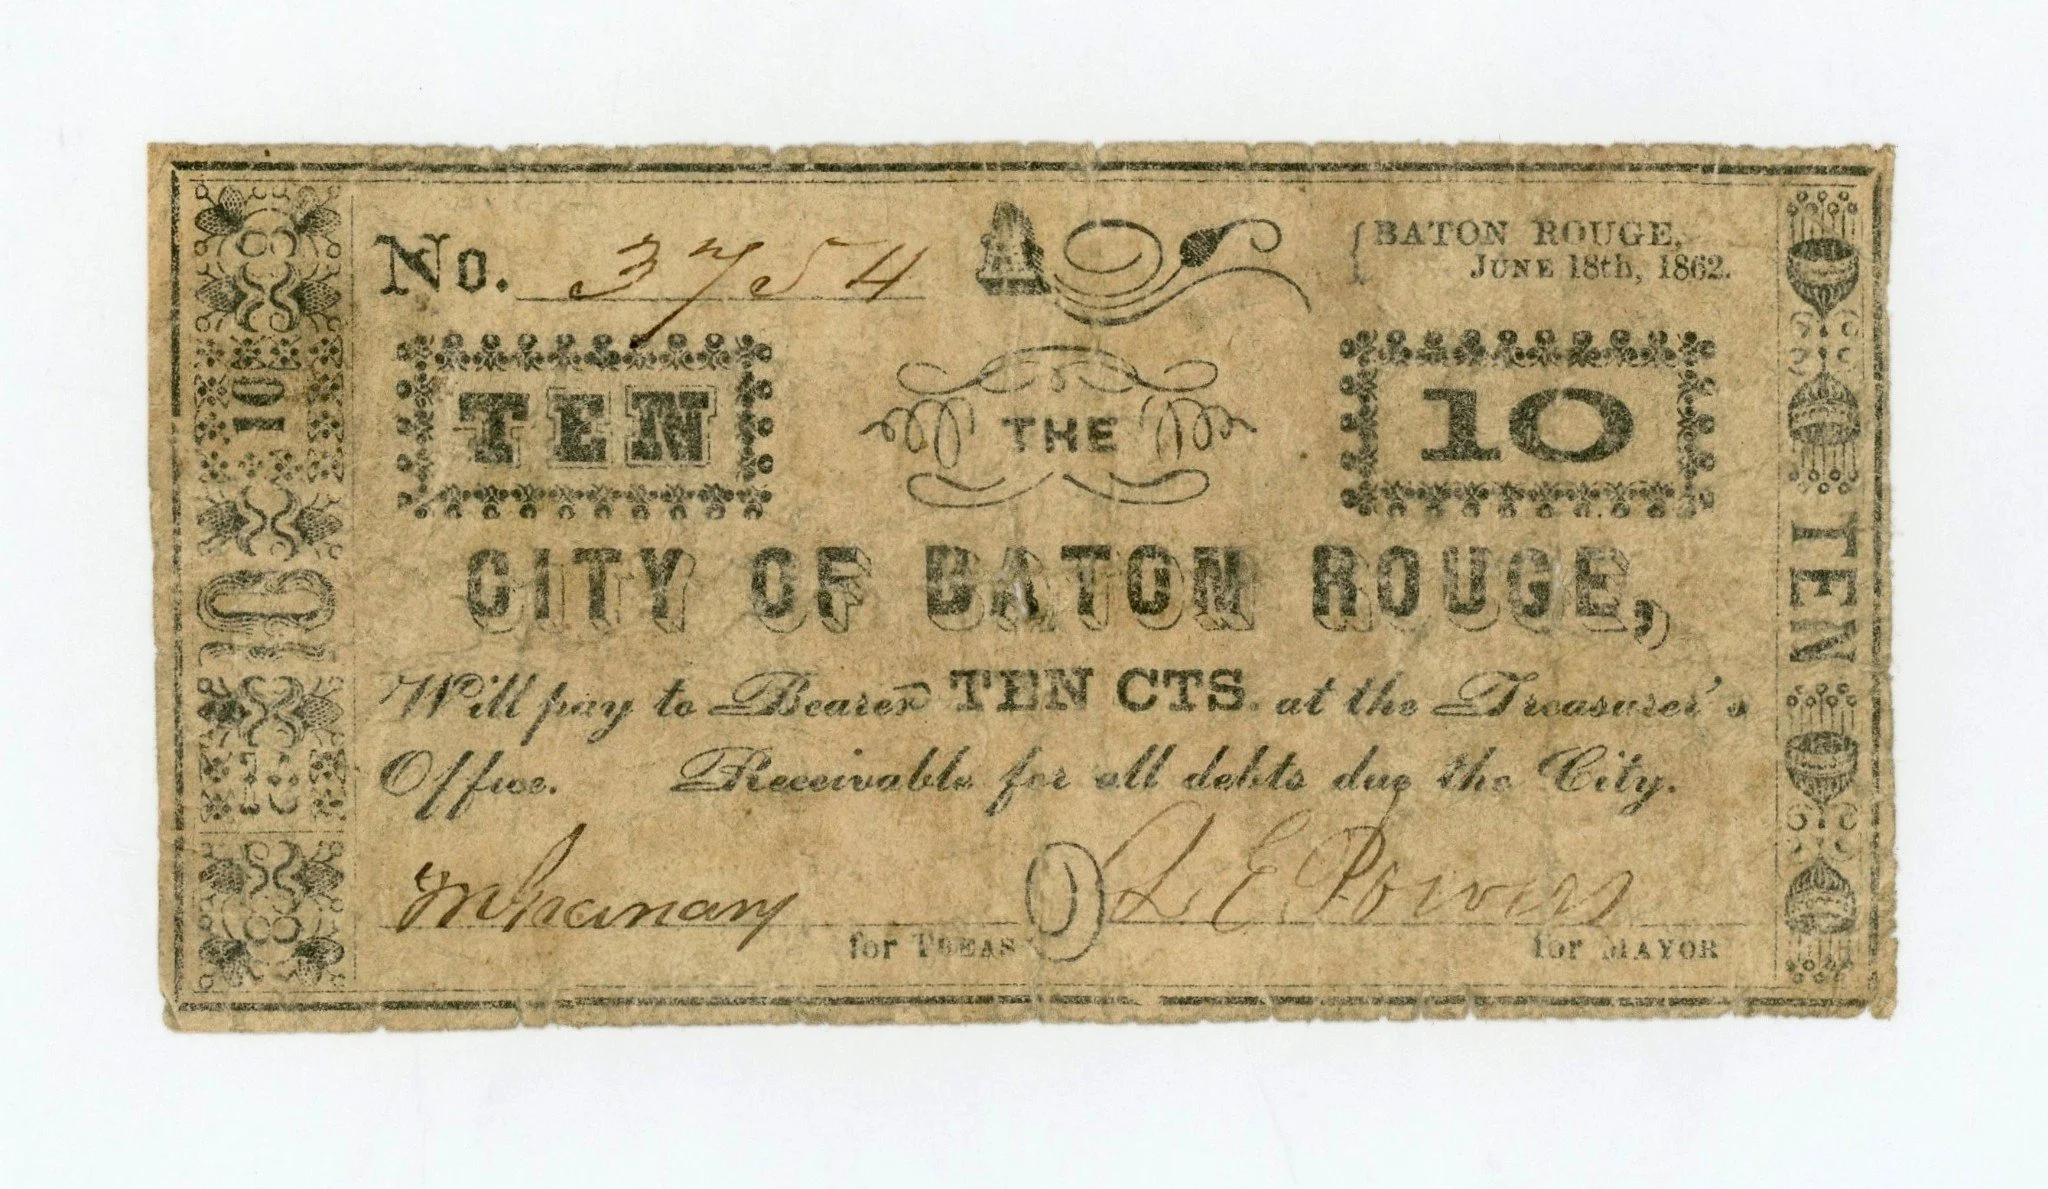 No. 3754
A
BATON ROUGE,
JUNE 18th, 1862.
TEN
THE
10
CITY OF BATON ROUGE,
Will pay to Bearer TEN CTS. at the Treasurer's
Office. Receivable for all debts due the City.
L E Powers
for TREAS
for MAYOR
10
TEN